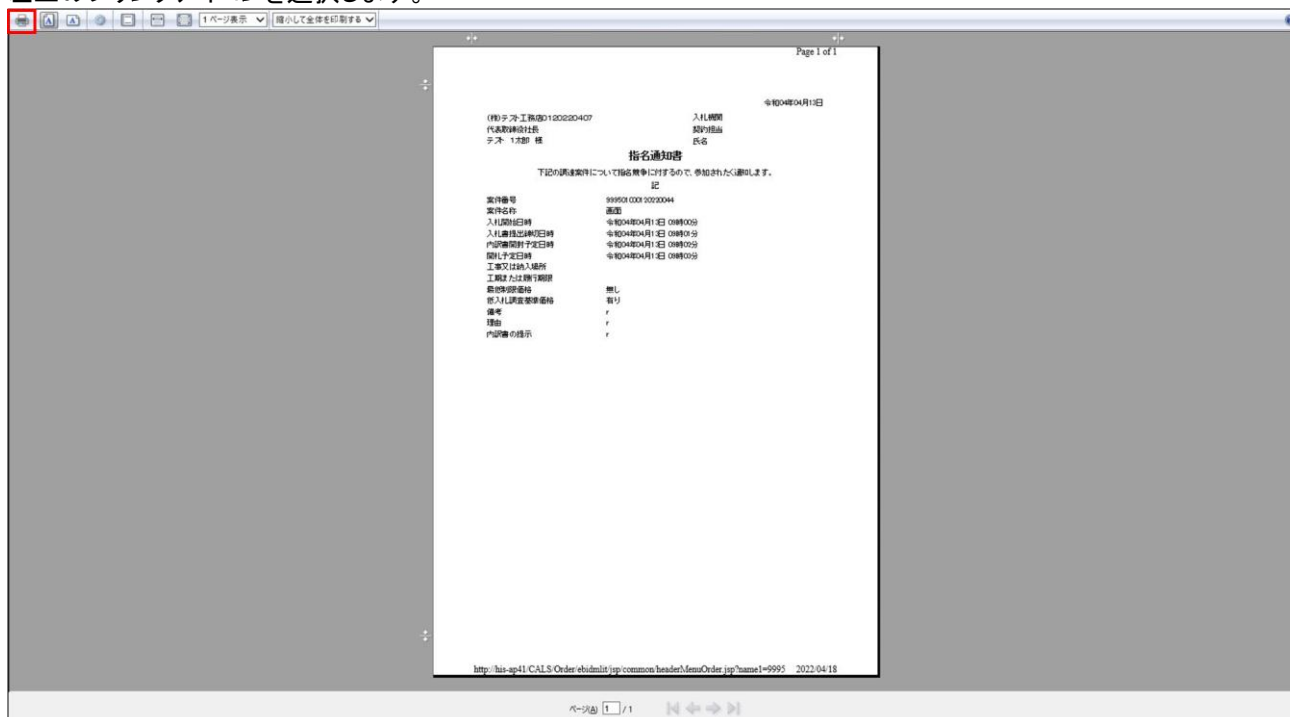 1 ページ表示 縮小して全体を印刷する
Page 1 of 1
令和04年04月13日
(株)テスト工務店0120220407 入札機関
代表取締役社長 契約担当
テスト 1太郎 様 氏名
指名通知書
下記の調達案件について指名競争に付するので、参加されたく通知します。
記
案件番号 9995010001 20220044
案件名称 画面
入札開始日時 令和04年04月13日 09時00分
入札書提出締切日時 令和04年04月13日 09時01分
内訳書開封予定日時 令和04年04月13日 09時02分
開札予定日時 令和04年04月13日 09時03分
工事又は納入場所
工期または履行期限
最低制限価格 無し
低入札調査基準価格 有り
備考 r
理由 r
内訳書の提示 r
http://his-ap41/CALS/Order/ebidmlit/jsp/common/headerMenuOrder.jsp?name1=9995 2022/04/18
ページ(A) 1 / 1